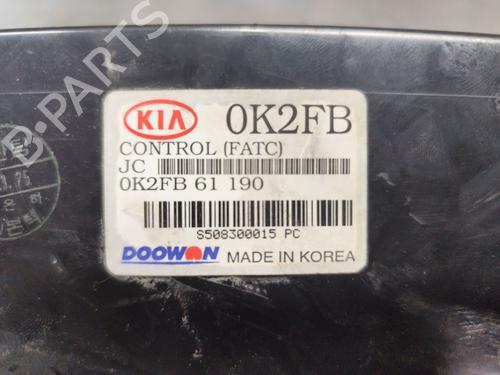 KIA 0K2FB
CONTROL (FATC)
JC
0K2FB 61 190
S508300015 PC
DOOWON MADE IN KOREA
B-PARTS